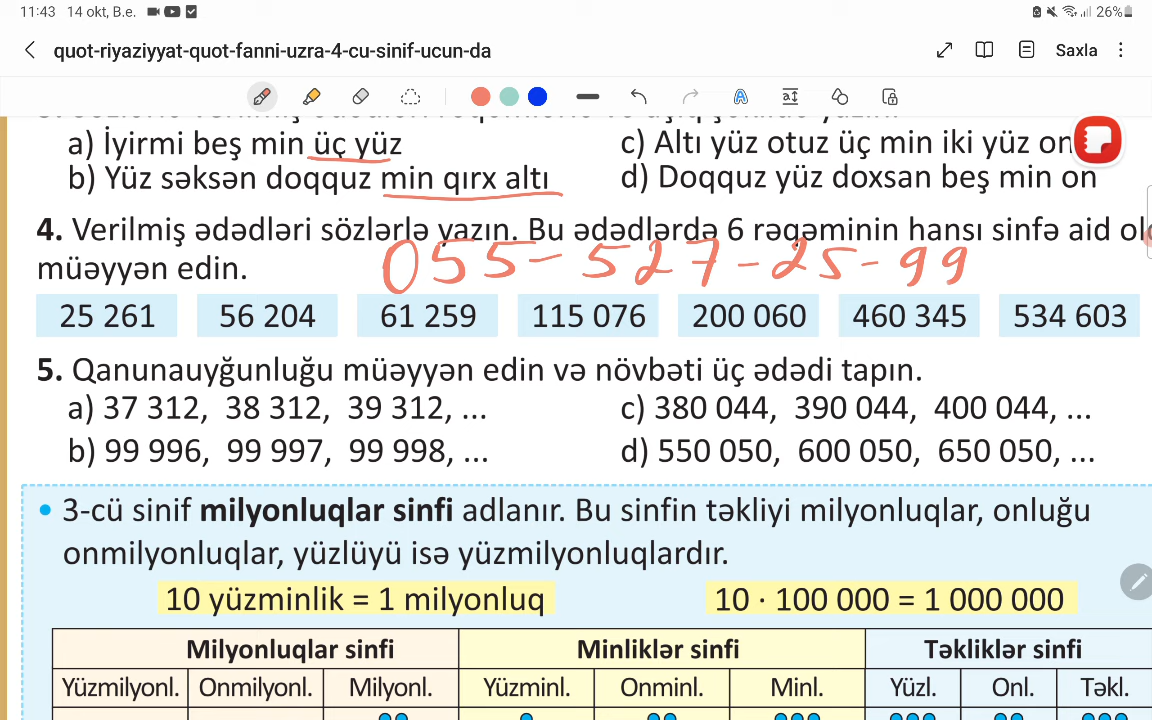 11:43 14 okt, B.e. 26%
quot-riyaziyyat-quot-fanni-uzra-4-cu-sinif-ucun-da Saxla
a) İyirmi beş min üç yüz c) Altı yüz otuz üç min iki yüz on
b) Yüz səksən doqquz min qırx altı d) Doqquz yüz doxsan beş min on
4. Verilmiş ədədləri sözlərlə yazın. Bu ədədlərdə 6 rəqəminin hansı sinfə aid
055-527-25-99
müəyyən edin.
25 261 56 204 61 259 115 076 200 060 460 345 534 603
5. Qanunauyğunluğu müəyyən edin və növbəti üç ədədi tapın.
a) 37 312, 38 312, 39 312, ... c) 380 044, 390 044, 400 044, ...
b) 99 996, 99 997, 99 998, ... d) 550 050, 600 050, 650 050, ...
• 3-cü sinif milyonluqlar sinfi adlanır. Bu sinfin təkliyi milyonluqlar, onluğu
onmilyonluqlar, yüzlüyü isə yüzmilyonluqlardır.
10 yüzminlik = 1 milyonluq 10 · 100 000 = 1 000 000
Milyonluqlar sinfi Minliklər sinfi Təkliklər sinfi
Yüzmilyonl. Onmilyonl. Milyonl. Yüzminl. Onminl. Minl. Yüzl. Onl. Təkl.